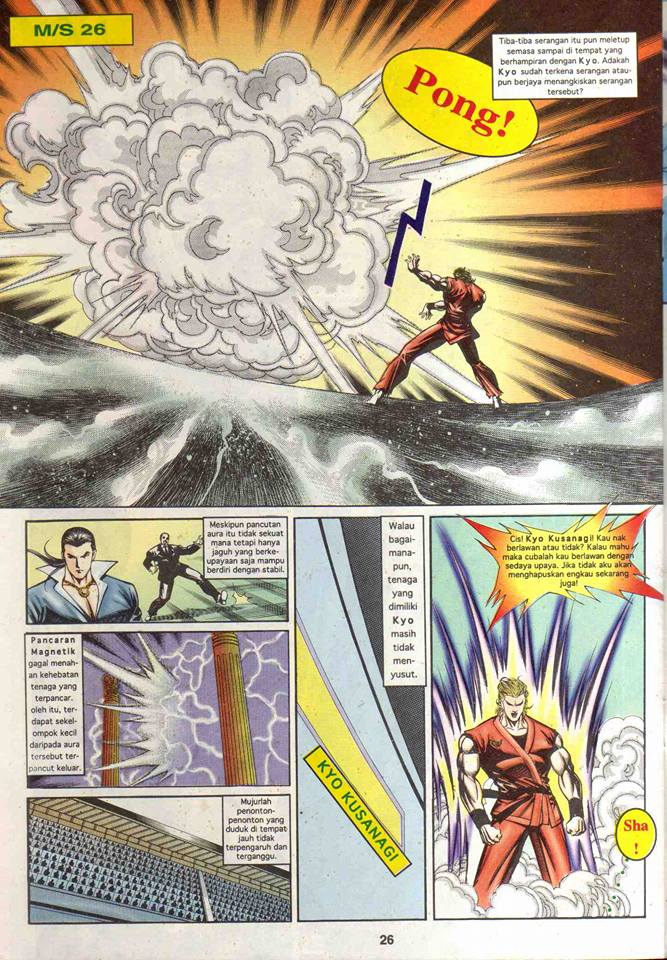 M/S 26
Tiba-tiba serangan itu pun meletup
semasa sampai di tempat yang
berhampiran dengan Kyo. Adakah
Kyo sudah terkena serangan atau-
pun berjaya menangkiskan serangan
tersebut?
Pong!
Meskipun pancutan
aura itu tidak sekuat
mana tetapi hanya
jaguh yang berke-
upayaan saja mampu
berdiri dengan stabil.
Pancaran
Magnetik
gagal menah-
an kehebatan
tenaga yang
terpancar.
oleh itu, ter-
dapat sekel-
ompok kecil
daripada aura
tersebut ter-
pancut keluar.
Mujurlah
penonton-
penonton yang
duduk di tempat
jauh tidak
terpengaruh dan
terganggu.
Walau
bagai-
mana-
pun,
tenaga
yang
dimiliki
Kyo
masih
tidak
men-
yusut.
KYO KUSANAGI
Cis! Kyo Kusanagi! Kau nak
berlawan atau tidak? Kalau mahu,
maka cubalah kau berlawan dengan
sedaya upaya. Jika tidak aku akan
menghapuskan engkau sekarang
juga!
Sha
!
26